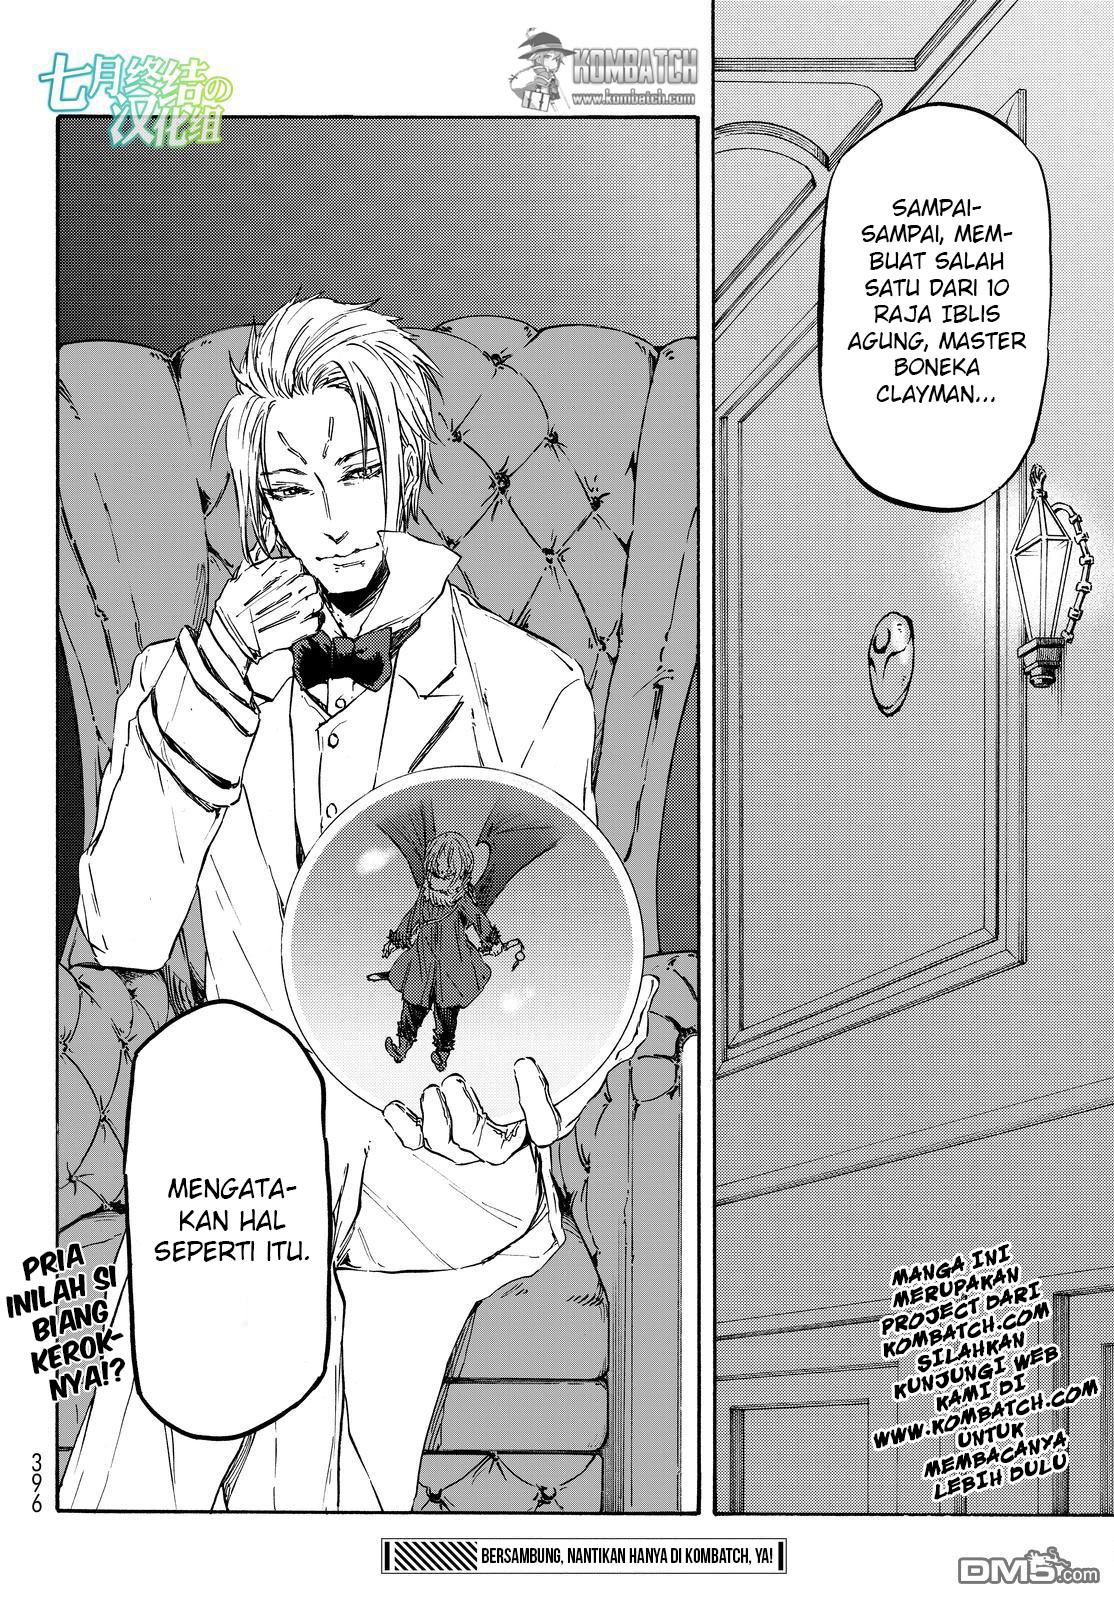 七月终结の
汉化组
KOMBATCH
www.kombatch.com
SAMPAI-
SAMPAI, MEM-
BUAT SALAH
SATU DARI 10
RAJA IBLIS
AGUNG, MASTER
BONEKA
CLAYMAN...
MENGATA-
KAN HAL
SEPERTI ITU.
PRIA
INILAH SI
BIANG
KEROK-
NYA!?
MANGA INI
MERUPAKAN
PROJECT DARI
KOMBATCH.COM
SILAHKAN
KUNJUNGI WEB
KAMI DI
WWW.KOMBATCH.COM
UNTUK
MEMBACANYA
LEBIH DULU
396
BERSAMBUNG, NANTIKAN HANYA DI KOMBATCH, YA!
DM5.com